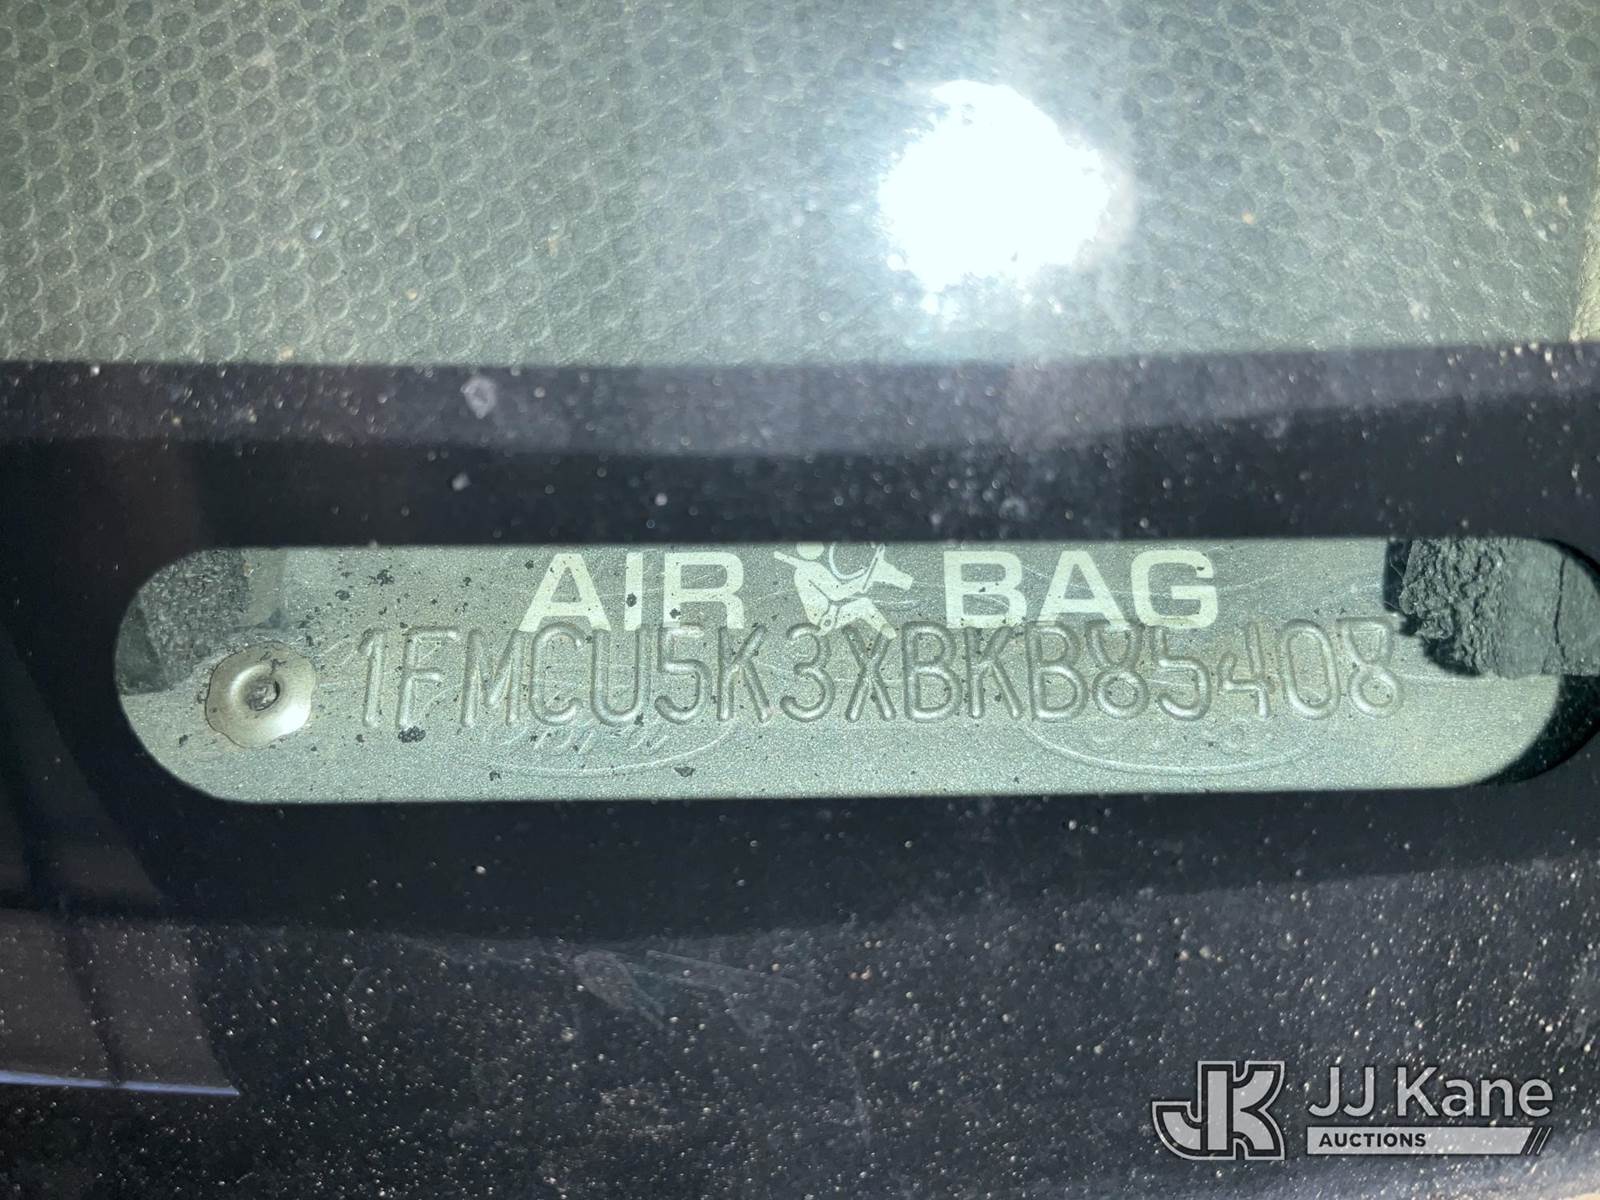 AIR BAG
1FMCU5K3XBKB85408
JJ Kane
AUCTIONS